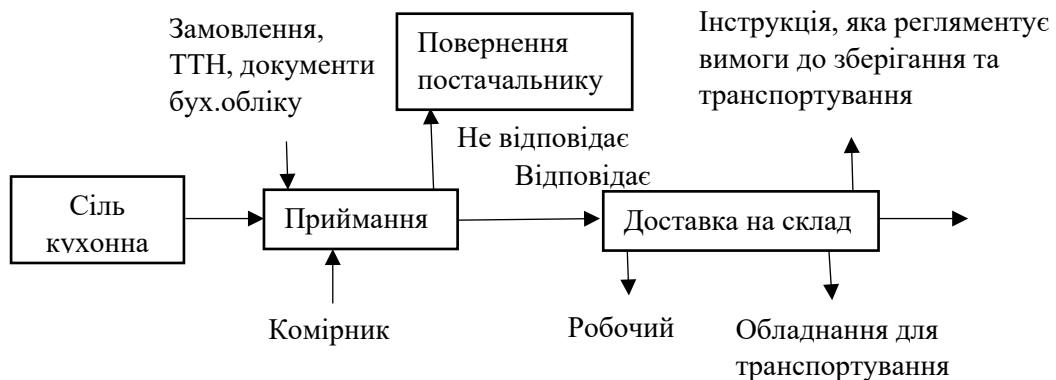 Замовлення,
ТТН, документи
бух.обліку
Повернення
постачальнику
Інструкція, яка регляментує
вимоги до зберігання та
транспортування
Не відповідає
Відповідає
Сіль
кухонна
Приймання
Доставка на склад
Комірник
Робочий
Обладнання для
транспортування